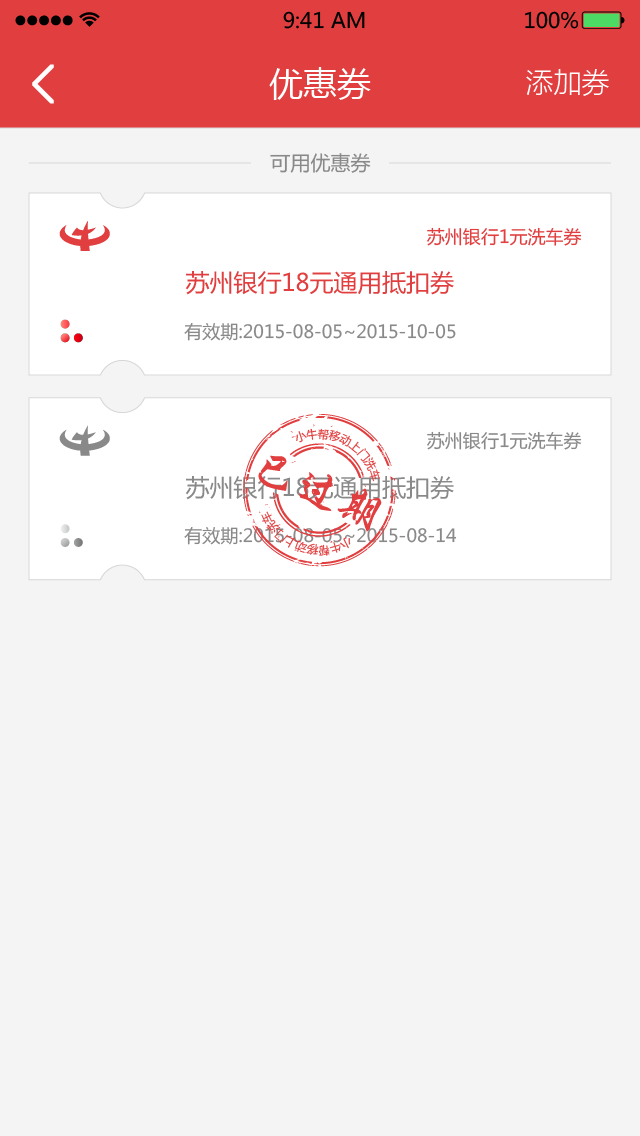 9:41 AM
100%
优惠券
添加券
可用优惠券
苏州银行1元洗车券
苏州银行18元通用抵扣券
有效期:2015-08-05~2015-10-05
苏州银行1元洗车券
苏州银行18元通用抵扣券
有效期:2015-08-05~2015-08-14
小牛帮移动上门洗车
已过期
小牛帮移动上门洗车